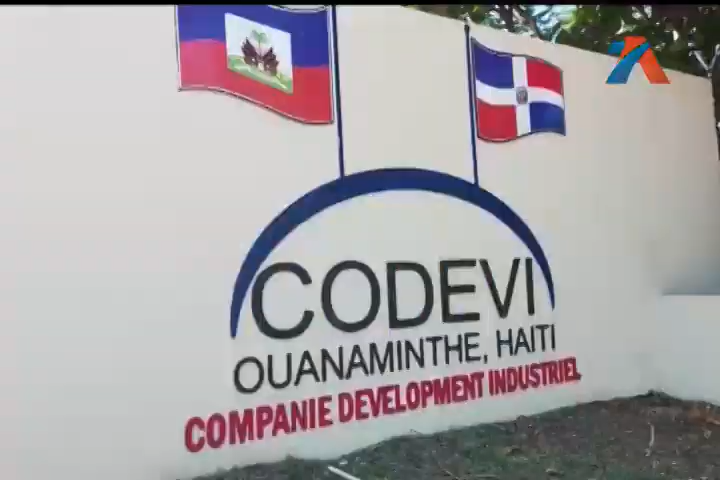 CODEVI
OUANAMINTHE, HAITI
COMPANIE DEVELOPMENT INDUSTRIEL